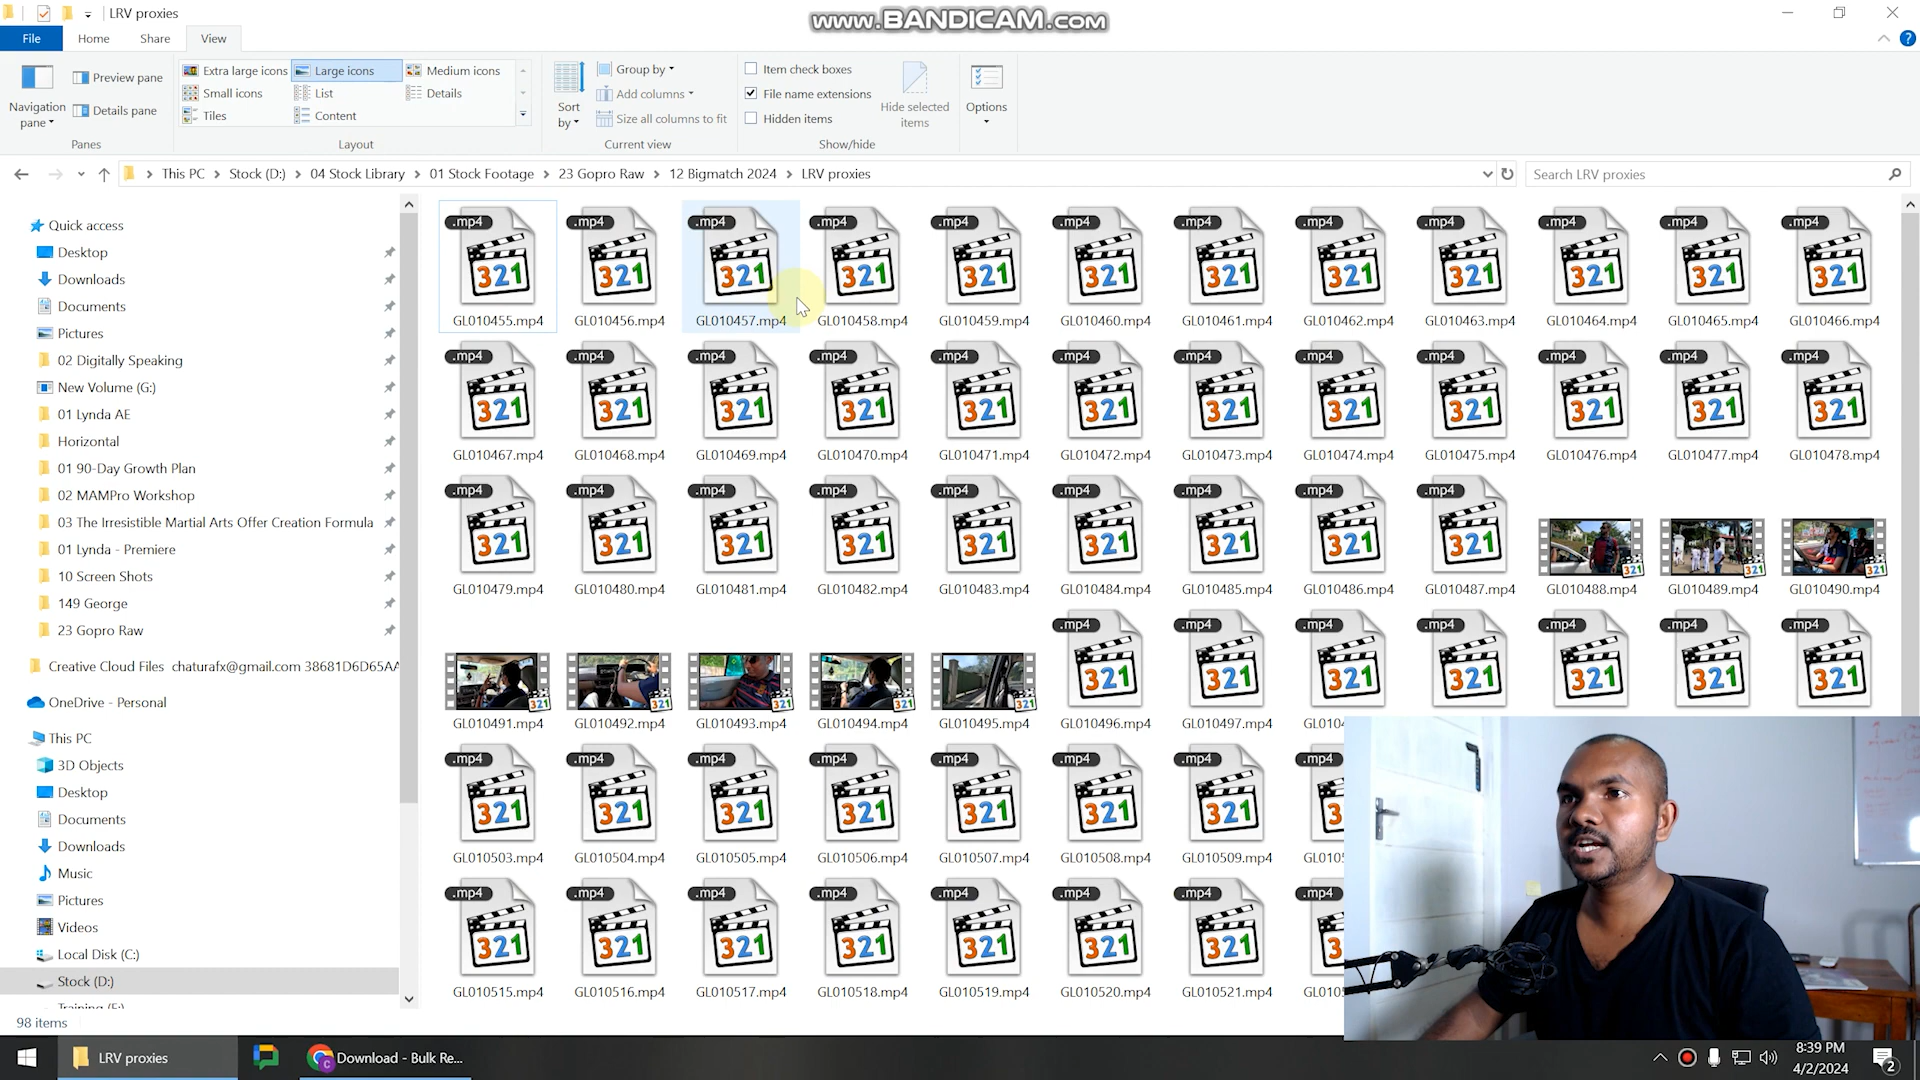 LRV proxies
www.BANDICAM.com
File
Home
Share
View
Navigation pane
Preview pane
Details pane
Panes
Extra large icons
Large icons
Medium icons
Small icons
List
Details
Tiles
Content
Layout
Sort by
Group by
Add columns
Size all columns to fit
Current view
Item check boxes
File name extensions
Hidden items
Hide selected items
Show/hide
Options
This PC > Stock (D:) > 04 Stock Library > 01 Stock Footage > 23 Gopro Raw > 12 Bigmatch 2024 > LRV proxies
Search LRV proxies
Quick access
Desktop
Downloads
Documents
Pictures
02 Digitally Speaking
New Volume (G:)
01 Lynda AE
Horizontal
01 90-Day Growth Plan
02 MAMPro Workshop
03 The Irresistible Martial Arts Offer Creation Formula
01 Lynda - Premiere
10 Screen Shots
149 George
23 Gopro Raw
Creative Cloud Files chaturafx@gmail.com 38681D6D65AA
OneDrive - Personal
This PC
3D Objects
Desktop
Documents
Downloads
Music
Pictures
Videos
Local Disk (C:)
Stock (D:)
.mp4 .mp4 .mp4 .mp4 .mp4 .mp4 .mp4 .mp4 .mp4 .mp4 .mp4 .mp4
321 321 321 321 321 321 321 321 321 321 321 321
GL010455.mp4 GL010456.mp4 GL010457.mp4 GL010458.mp4 GL010459.mp4 GL010460.mp4 GL010461.mp4 GL010462.mp4 GL010463.mp4 GL010464.mp4 GL010465.mp4 GL010466.mp4
.mp4 .mp4 .mp4 .mp4 .mp4 .mp4 .mp4 .mp4 .mp4 .mp4 .mp4 .mp4
321 321 321 321 321 321 321 321 321 321 321 321
GL010467.mp4 GL010468.mp4 GL010469.mp4 GL010470.mp4 GL010471.mp4 GL010472.mp4 GL010473.mp4 GL010474.mp4 GL010475.mp4 GL010476.mp4 GL010477.mp4 GL010478.mp4
.mp4 .mp4 .mp4 .mp4 .mp4 .mp4 .mp4 .mp4 .mp4
321 321 321 321 321 321 321 321 321 321 321 321
GL010479.mp4 GL010480.mp4 GL010481.mp4 GL010482.mp4 GL010483.mp4 GL010484.mp4 GL010485.mp4 GL010486.mp4 GL010487.mp4 GL010488.mp4 GL010489.mp4 GL010490.mp4
.mp4 .mp4 .mp4 .mp4 .mp4 .mp4 .mp4
321 321 321 321 321 321 321 321 321 321 321 321
GL010491.mp4 GL010492.mp4 GL010493.mp4 GL010494.mp4 GL010495.mp4 GL010496.mp4 GL010497.mp4 GL0104
.mp4 .mp4 .mp4 .mp4 .mp4 .mp4 .mp4 .mp4
321 321 321 321 321 321 321
GL010503.mp4 GL010504.mp4 GL010505.mp4 GL010506.mp4 GL010507.mp4 GL010508.mp4 GL010509.mp4 GL0105
.mp4 .mp4 .mp4 .mp4 .mp4 .mp4 .mp4 .mp4
321 321 321 321 321 321 321
GL010515.mp4 GL010516.mp4 GL010517.mp4 GL010518.mp4 GL010519.mp4 GL010520.mp4 GL010521.mp4 GL0105
98 items
LRV proxies
Download - Bulk Re...
8:39 PM
4/2/2024
2